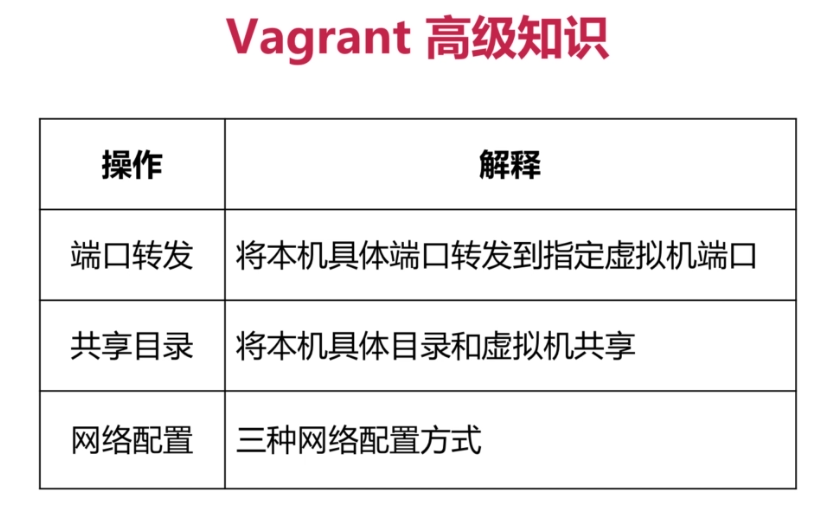 Vagrant 高级知识
操作 解释
端口转发 将本机具体端口转发到指定虚拟机端口
共享目录 将本机具体目录和虚拟机共享
网络配置 三种网络配置方式